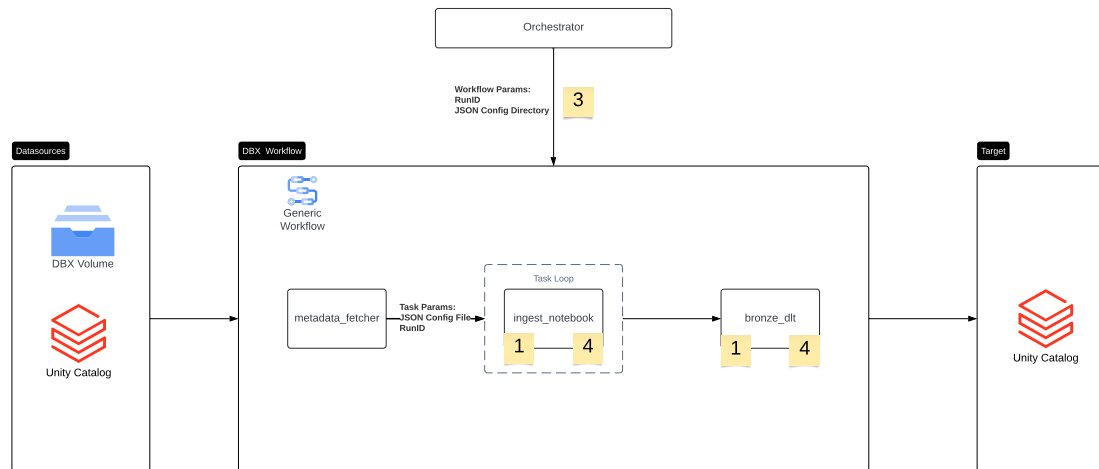 Orchestrator
Workflow Params:
RunID
JSON Config Directory
3
Datasources
DBX Workflow
Target
Generic
Workflow
DBX Volume
Task Loop
metadata_fetcher
Task Params:
JSON Config File
RunID
ingest_notebook
bronze_dlt
1
4
1
4
Unity Catalog
Unity Catalog